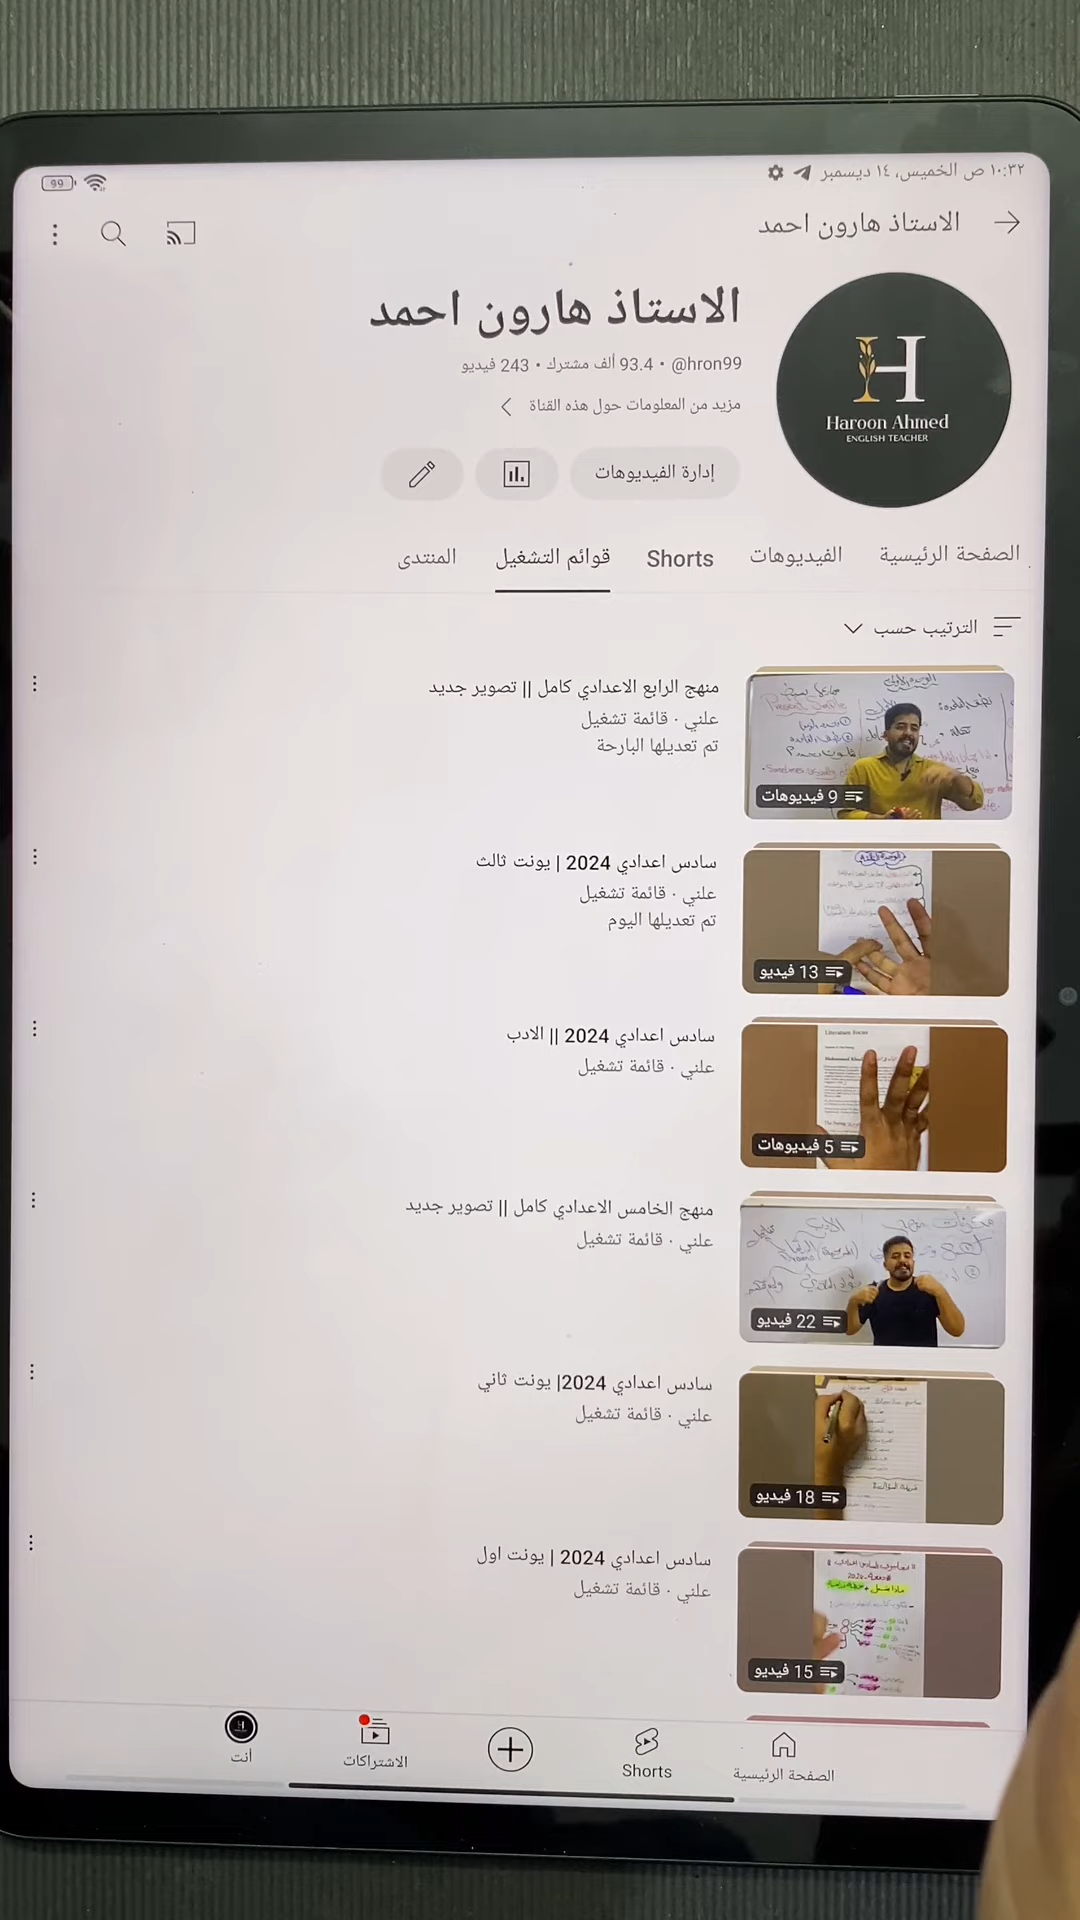 ١٠:٣٢ ص الخميس، ١٤ ديسمبر
99
الاستاذ هارون احمد
الاستاذ هارون احمد
@hron99 • 93.4 ألف مشترك • 243 فيديو
مزيد من المعلومات حول هذه القناة
H
Haroon Ahmed
ENGLISH TEACHER
إدارة الفيديوهات
الصفحة الرئيسية
الفيديوهات
Shorts
قوائم التشغيل
المنتدى
الترتيب حسب
منهج الرابع الاعدادي كامل || تصوير جديد
علني · قائمة تشغيل
تم تعديلها البارحة
الوحدة الاولى
9 فيديوهات
سادس اعدادي 2024 | يونت ثالث
علني · قائمة تشغيل
تم تعديلها اليوم
13 فيديو
سادس اعدادي 2024 || الادب
علني · قائمة تشغيل
Literature Focus
5 فيديوهات
منهج الخامس الاعدادي كامل || تصوير جديد
علني · قائمة تشغيل
الادب
22 فيديو
سادس اعدادي 2024| يونت ثاني
علني · قائمة تشغيل
18 فيديو
سادس اعدادي 2024 | يونت اول
علني · قائمة تشغيل
15 فيديو
الصفحة الرئيسية
Shorts
الاشتراكات
أنت